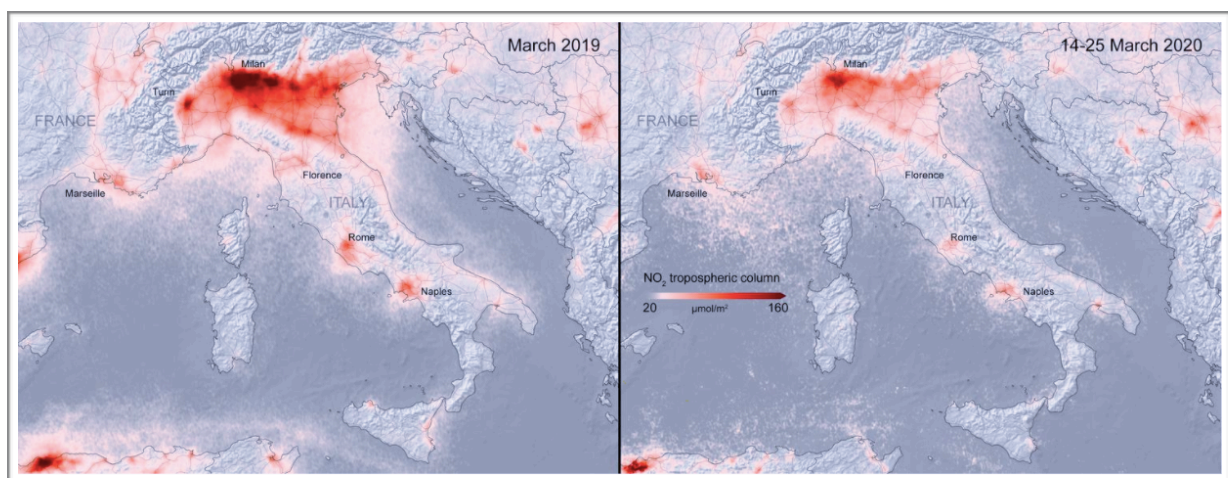 March 2019
Milan
Turin
FRANCE
Florence
Marseille
ITALY
Rome
Naples
14-25 March 2020
Milan
Turin
FRANCE
Florence
Marseille
ITALY
Rome
NO₂ tropospheric column
20 μmol/m² 160
Naples